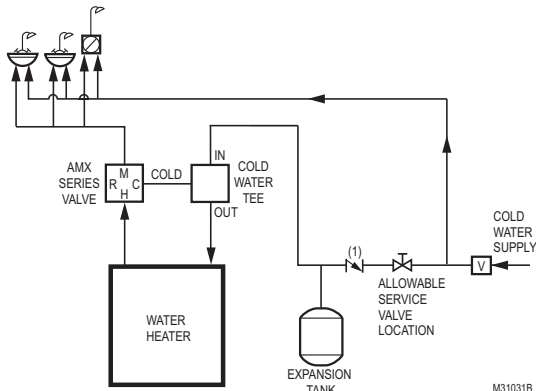 AMX
SERIES
VALVE
M
R C
H
COLD
IN
COLD
WATER
TEE
OUT
WATER
HEATER
(1)
ALLOWABLE
SERVICE
VALVE
LOCATION
EXPANSION
TANK
COLD
WATER
SUPPLY
V
M31031B